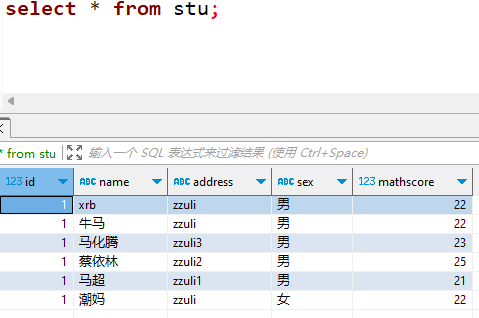 select * from stu;
* from stu 输入一个 SQL 表达式来过滤结果 (使用 Ctrl+Space)
123 id ABC name ABC address ABC sex 123 mathscore
1 xrb zzuli 男 22
1 牛马 zzuli 男 22
1 马化腾 zzuli3 男 23
1 蔡依林 zzuli2 男 25
1 马超 zzuli1 男 21
1 潮妈 zzuli 女 22